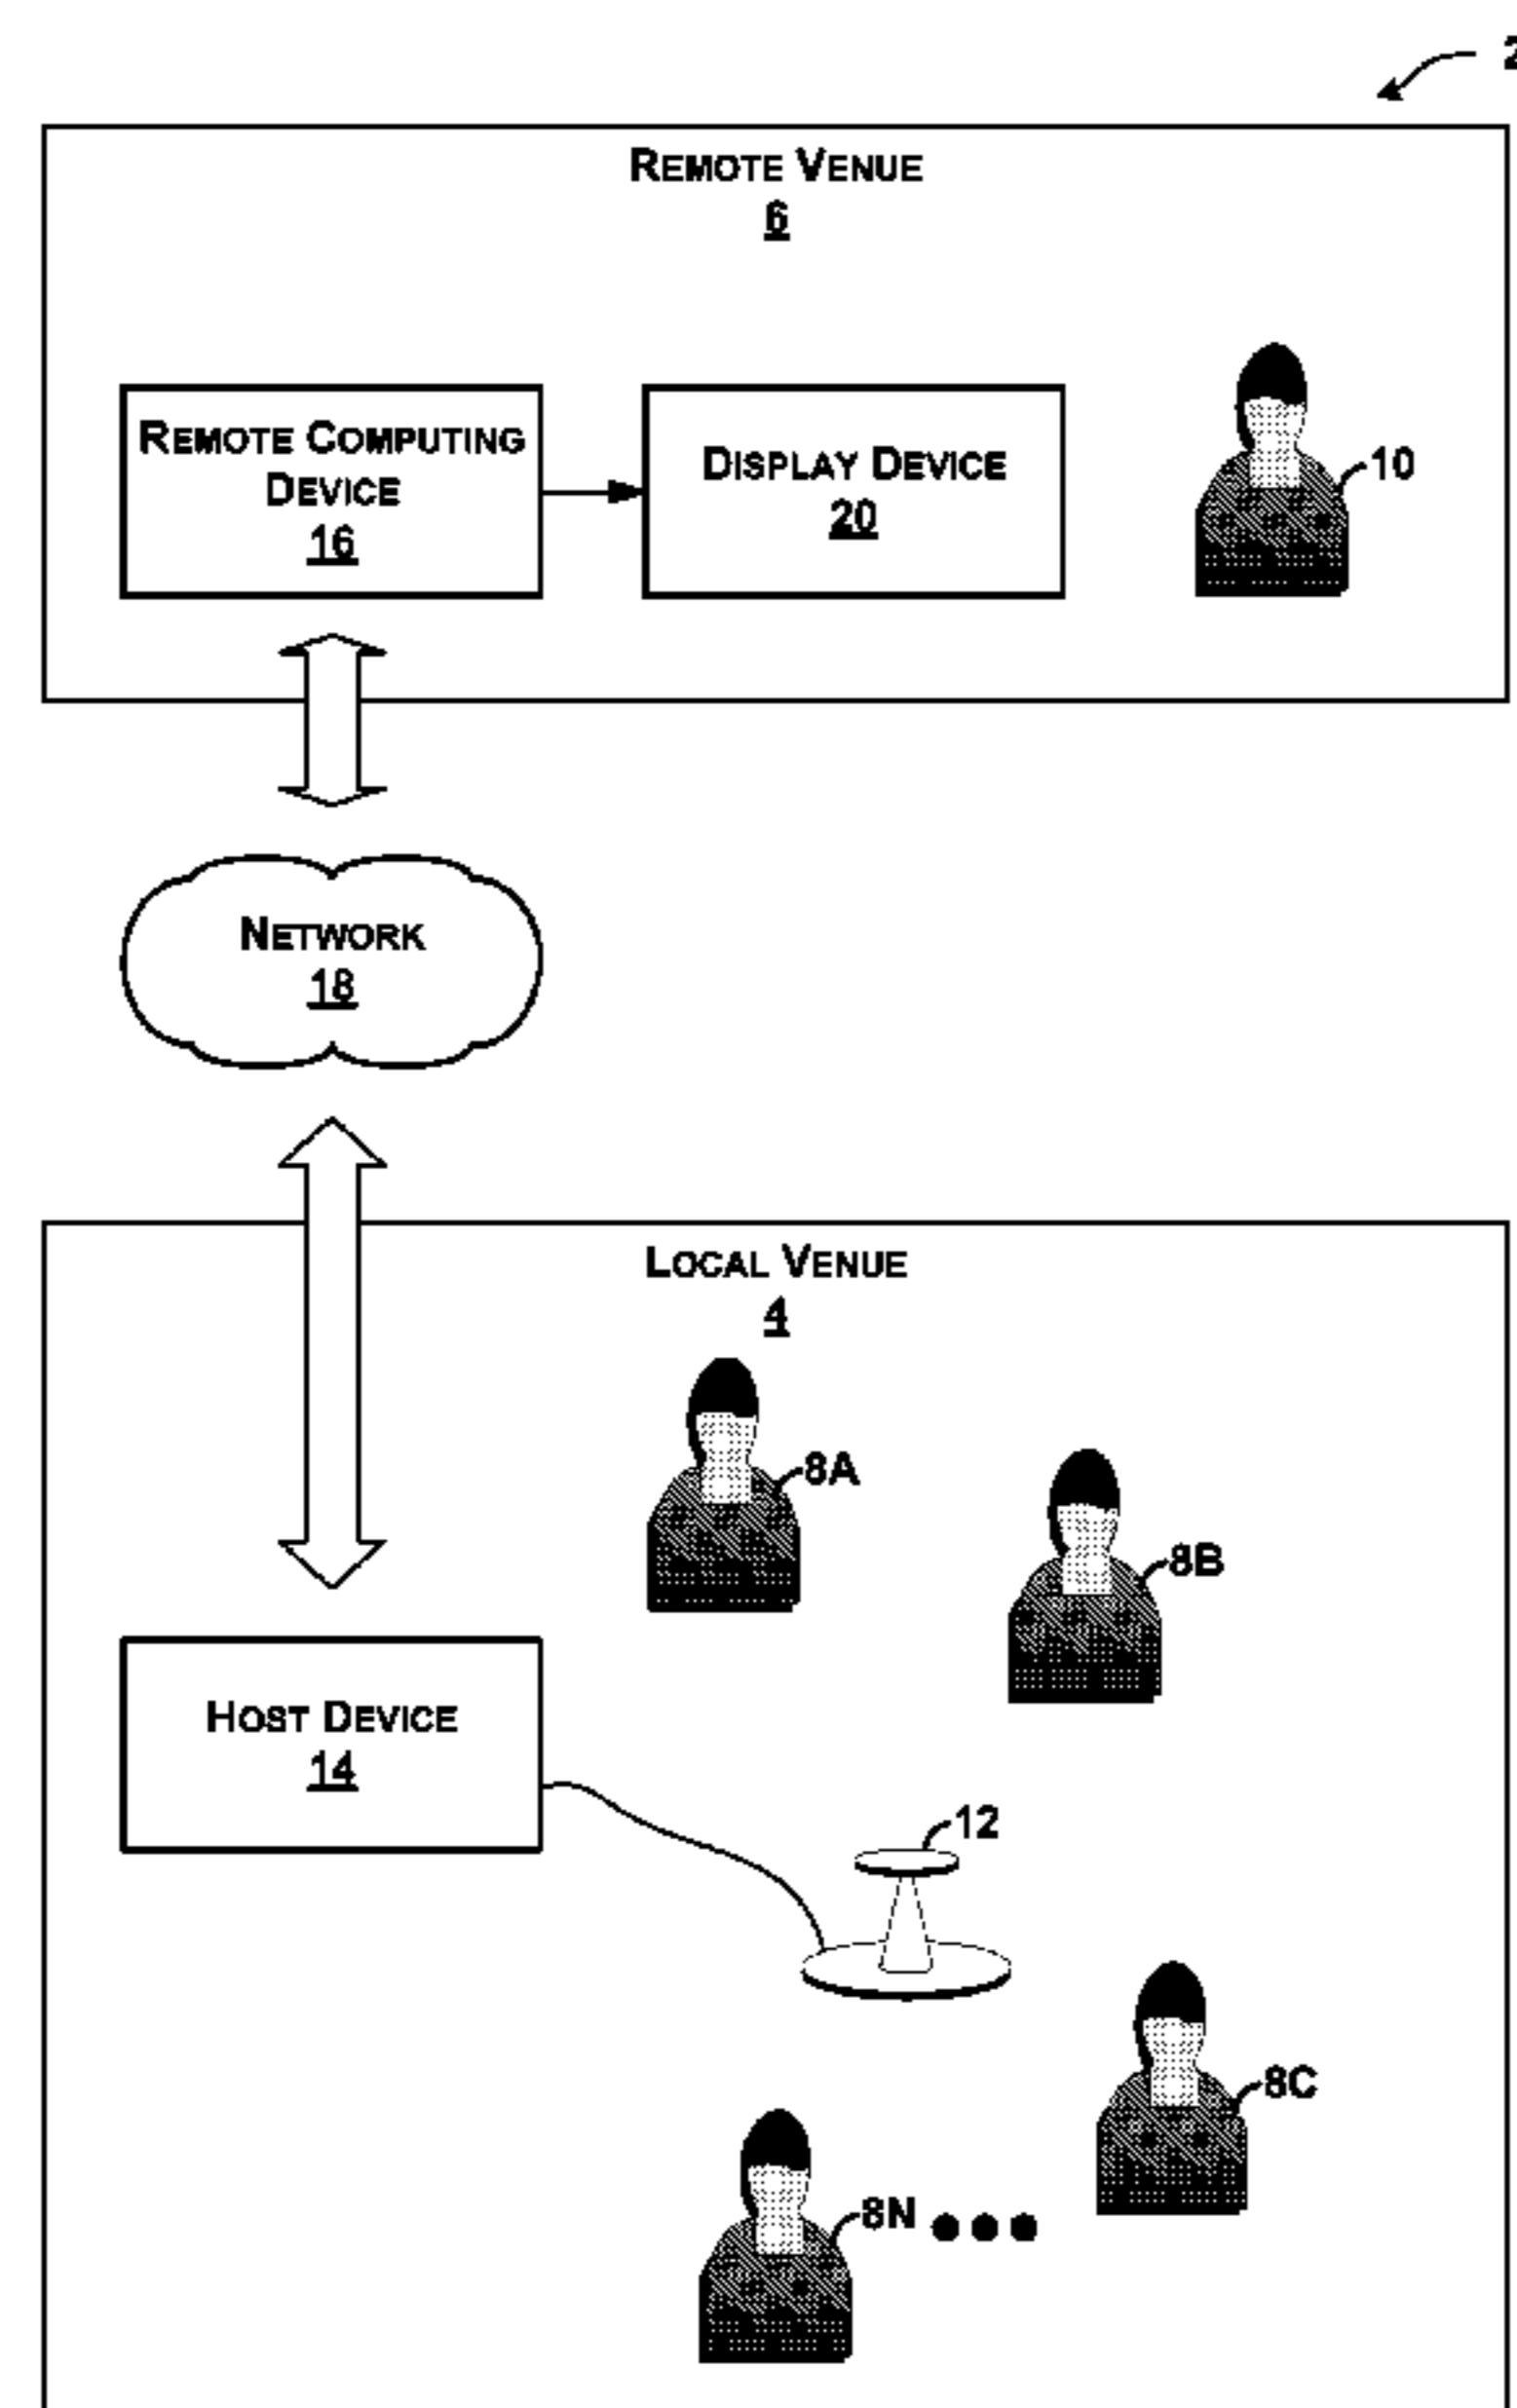 2
REMOTE VENUE
6
REMOTE COMPUTING
DEVICE
16
DISPLAY DEVICE
20
10
NETWORK
18
LOCAL VENUE
4
8A
8B
HOST DEVICE
14
12
8C
8N